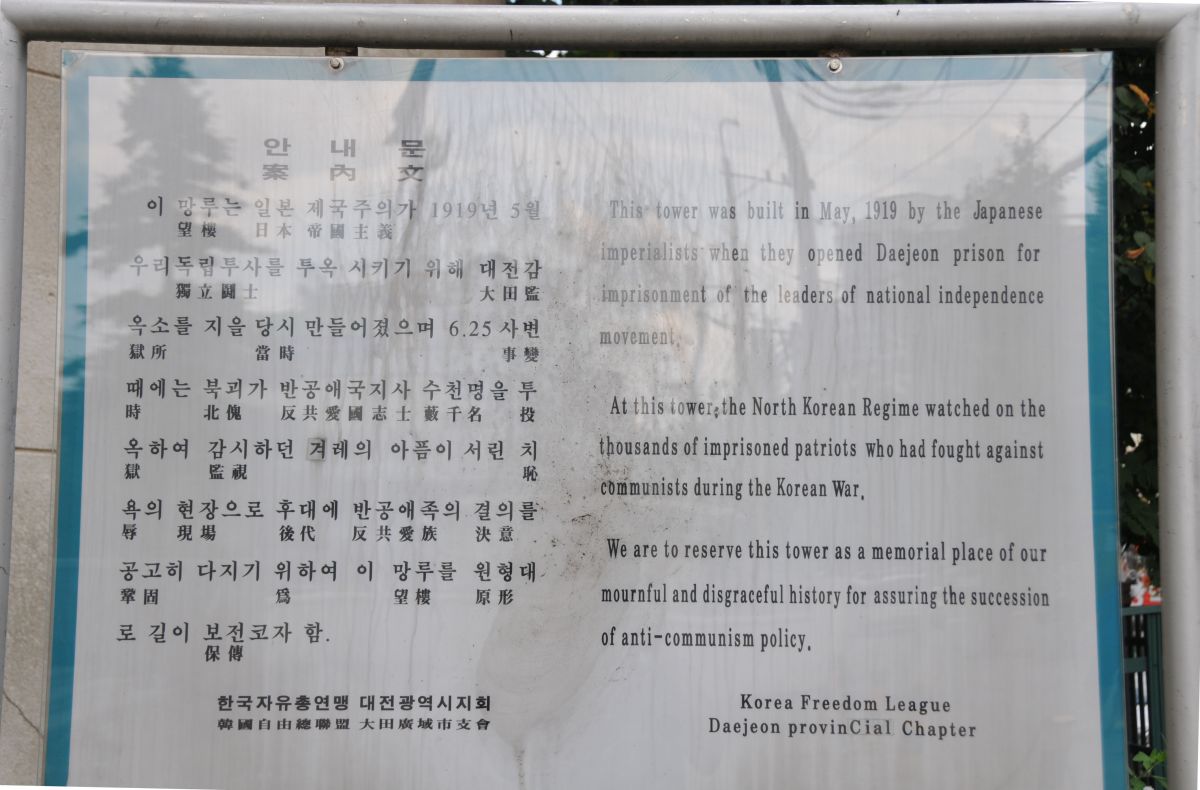 안 내 문
案 內 文
이 망루는 일본 제국주의가 1919년 5월
望樓 日本 帝國主義
우리독립투사를 투옥 시키기 위해 대전감
獨立鬪士 大田監
옥소를 지을 당시 만들어졌으며 6.25 사변
獄所 當時 事變
때에는 북괴가 반공애국지사 수천명을 투
時 北傀 反共愛國志士 藪千名 投
옥하여 감시하던 겨레의 아픔이 서린 치
獄 監視 恥
욕의 현장으로 후대에 반공애족의 결의를
辱 現場 後代 反共愛族 決意
공고히 다지기 위하여 이 망루를 원형대
鞏固 爲 望樓 原形
로 길이 보전코자 함.
保傳
한국자유총연맹 대전광역시지회
韓國自由總聯盟 大田廣域市支會
This tower was built in May, 1919 by the Japanese
imperialists when they opened Daejeon prison for
imprisonment of the leaders of national independence
movement.
At this tower, the North Korean Regime watched on the
thousands of imprisoned patriots who had fought against
communists during the Korean War.
We are to reserve this tower as a memorial place of our
mournful and disgraceful history for assuring the succession
of anti-communism policy.
Korea Freedom League
Daejeon provinCial Chapter